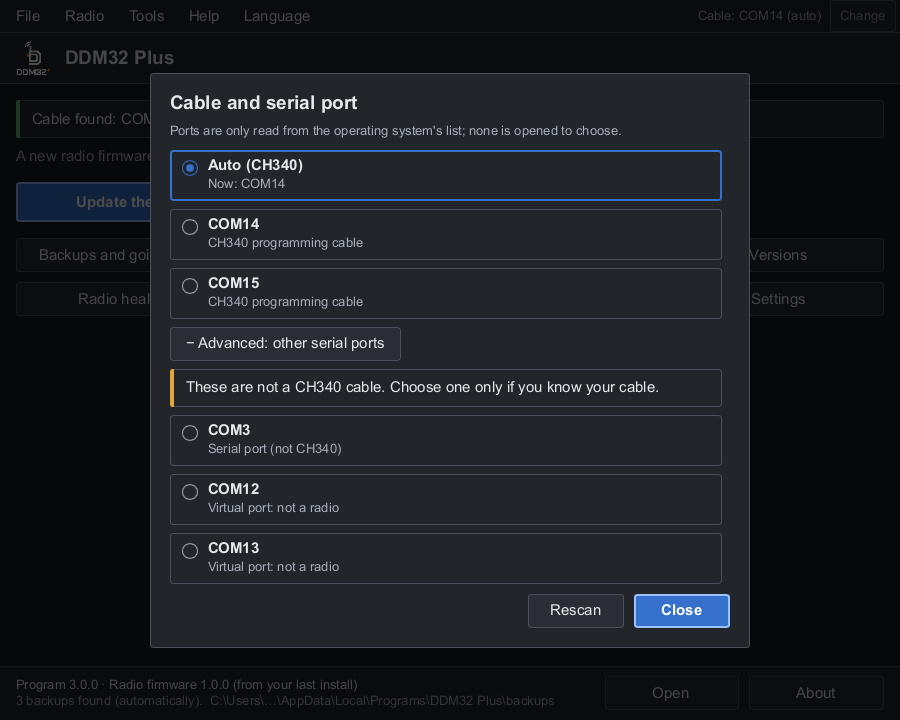 File Radio Tools Help Language Cable: COM14 (auto) Change
DDM32+ DDM32 Plus
Cable and serial port
Ports are only read from the operating system's list; none is opened to choose.
Cable found: COM
A new radio firmware
Update the
Backups and goi
Versions
Radio heal
Settings
Auto (CH340)
Now: COM14
COM14
CH340 programming cable
COM15
CH340 programming cable
− Advanced: other serial ports
These are not a CH340 cable. Choose one only if you know your cable.
COM3
Serial port (not CH340)
COM12
Virtual port: not a radio
COM13
Virtual port: not a radio
Rescan Close
Program 3.0.0 · Radio firmware 1.0.0 (from your last install)
3 backups found (automatically). C:\Users\...\AppData\Local\Programs\DDM32 Plus\backups
Open About